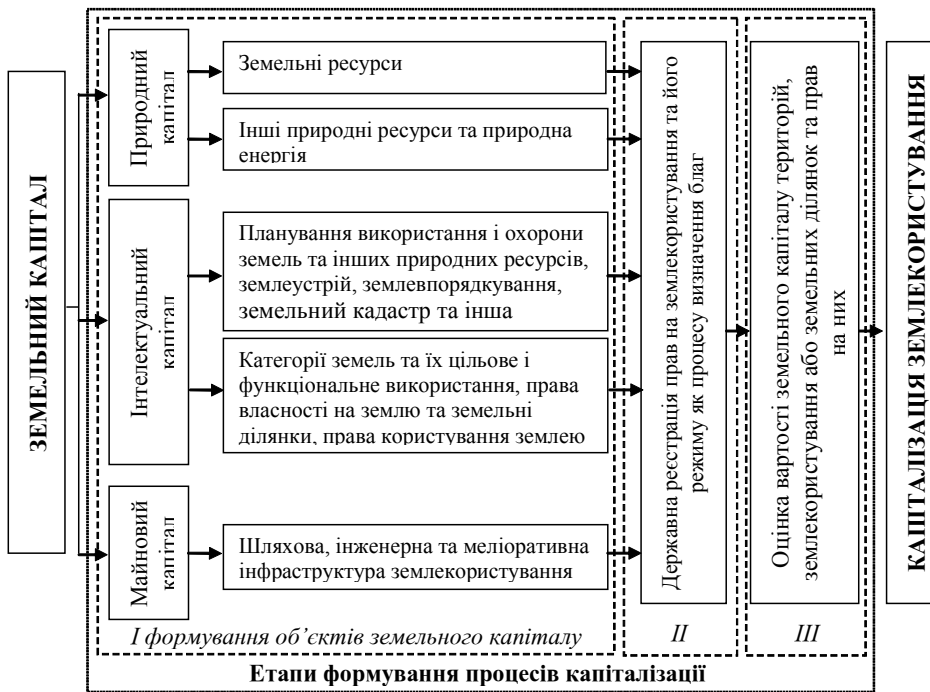 ЗЕМЕЛЬНИЙ КАПІТАЛ
Природний
капітал
Земельні ресурси
Інші природні ресурси та природна
енергія
Інтелектуальний
капітал
Планування використання і охорони
земель та інших природних ресурсів,
землеустрій, землевпорядкування,
земельний кадастр та інша
Категорії земель та їх цільове і
функціональне використання, права
власності на землю та земельні
ділянки, права користування землею
Майновий
капітал
Шляхова, інженерна та меліоративна
інфраструктура землекористування
І формування об’єктів земельного капіталу
Державна реєстрація прав на землекористування та його
режиму як процесу визначення благ
ІІ
Оцінка вартості земельного капіталу територій,
землекористування або земельних ділянок та прав
на них
ІІІ
КАПІТАЛІЗАЦІЯ ЗЕМЛЕКОРИСТУВАННЯ
Етапи формування процесів капіталізації